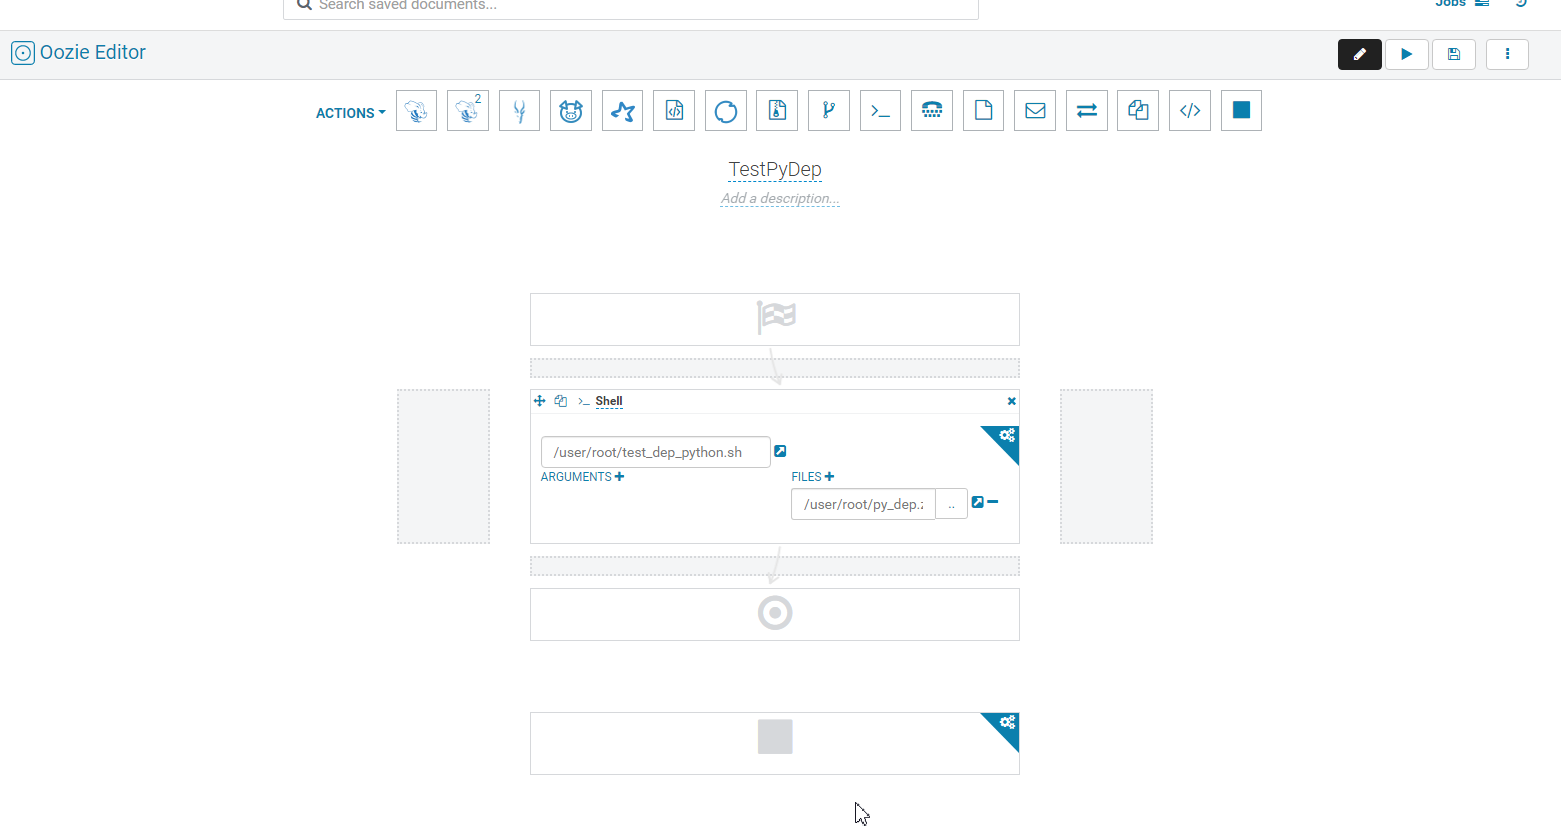 Search saved documents...
Jobs
Oozie Editor
ACTIONS
2
TestPyDep
Add a description...
Shell
/user/root/test_dep_python.sh
ARGUMENTS
FILES
/user/root/py_dep.z
..